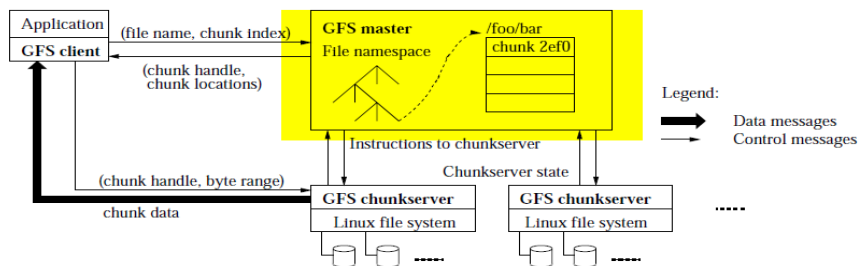 Application
GFS client
(file name, chunk index)
(chunk handle,
chunk locations)
GFS master
File namespace
/foo/bar
chunk 2ef0
Legend:
Data messages
Control messages
Instructions to chunkserver
Chunkserver state
(chunk handle, byte range)
chunk data
GFS chunkserver
Linux file system
GFS chunkserver
Linux file system